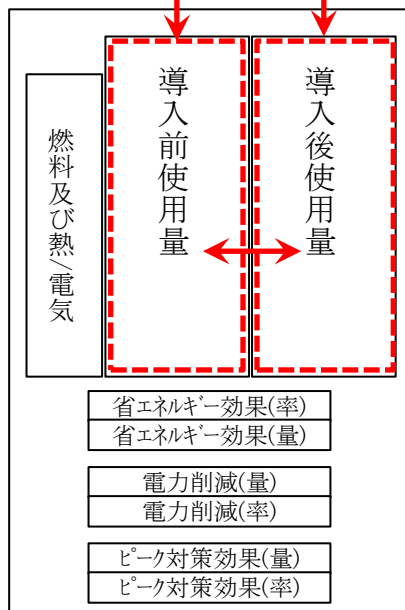 燃料及び熱/電気
導入前使用量
導入後使用量
省エネルギー効果(率)
省エネルギー効果(量)
電力削減(量)
電力削減(率)
ピーク対策効果(量)
ピーク対策効果(率)